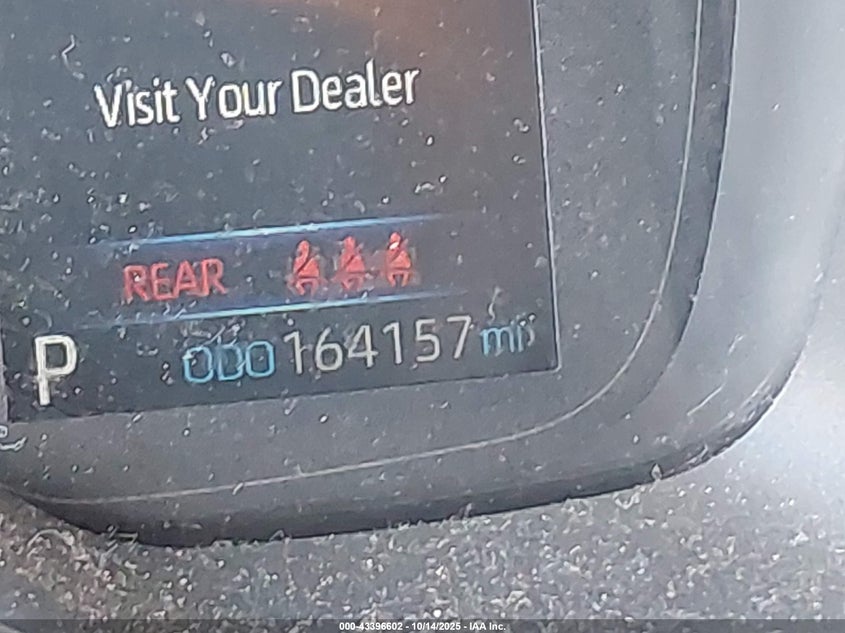 Visit Your Dealer
REAR
P ODO 164157 mi
000-43396602 - 10/14/2025 - IAA Inc.